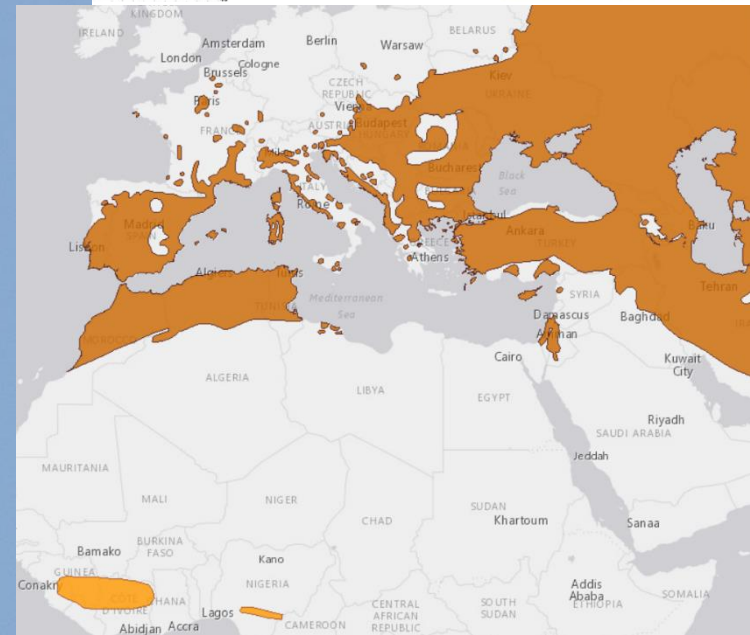 KINGDOM
IRELAND
Amsterdam
Berlin
Warsaw
BELARUS
London
Brussels
Cologne
Kiev
UKRAINE
CZECH
REPUBLIC
Paris
FRANCE
AUSTRIA
Budapest
HUNGARY
Bucharest
Black
Sea
ITALY
Rome
Istanbul
Madrid
SPAIN
Lisbon
Ankara
TURKEY
Baku
GREECE
Athens
Algiers
Tunis
TUNISIA
Mediterranean
Sea
SYRIA
Tehran
Damascus
Baghdad
Amman
MOROCCO
Cairo
Kuwait
City
ALGERIA
LIBYA
EGYPT
Riyadh
SAUDI ARABIA
Jeddah
MAURITANIA
MALI
NIGER
CHAD
SUDAN
Khartoum
Sanaa
BURKINA
FASO
Bamako
Kano
GUINEA
NIGERIA
Conakry
CÔTE
D'IVOIRE
GHANA
Lagos
Addis
Ababa
ETHIOPIA
SOMALIA
CENTRAL
AFRICAN
REPUBLIC
SOUTH
SUDAN
Abidjan
Accra
CAMEROON